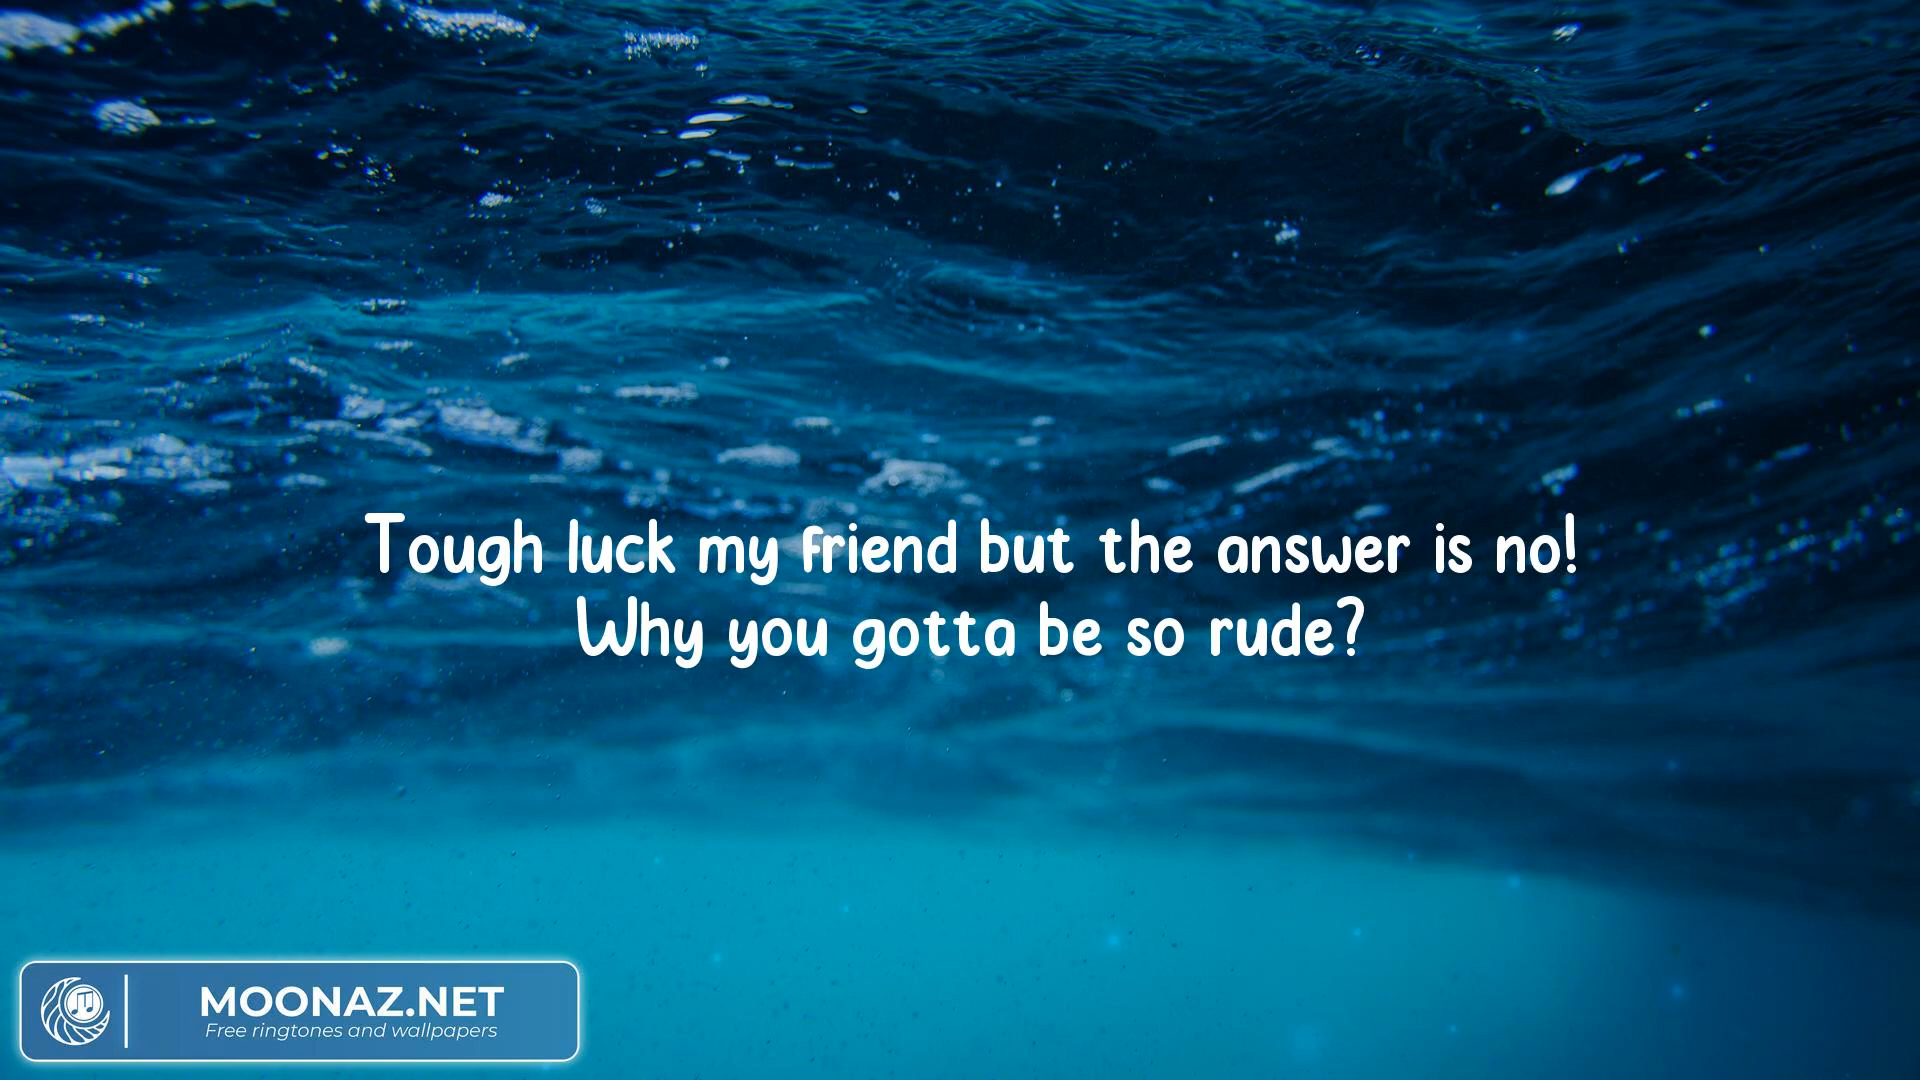 Tough luck my friend but the answer is no!
Why you gotta be so rude?
MOONAZ.NET
Free ringtones and wallpapers